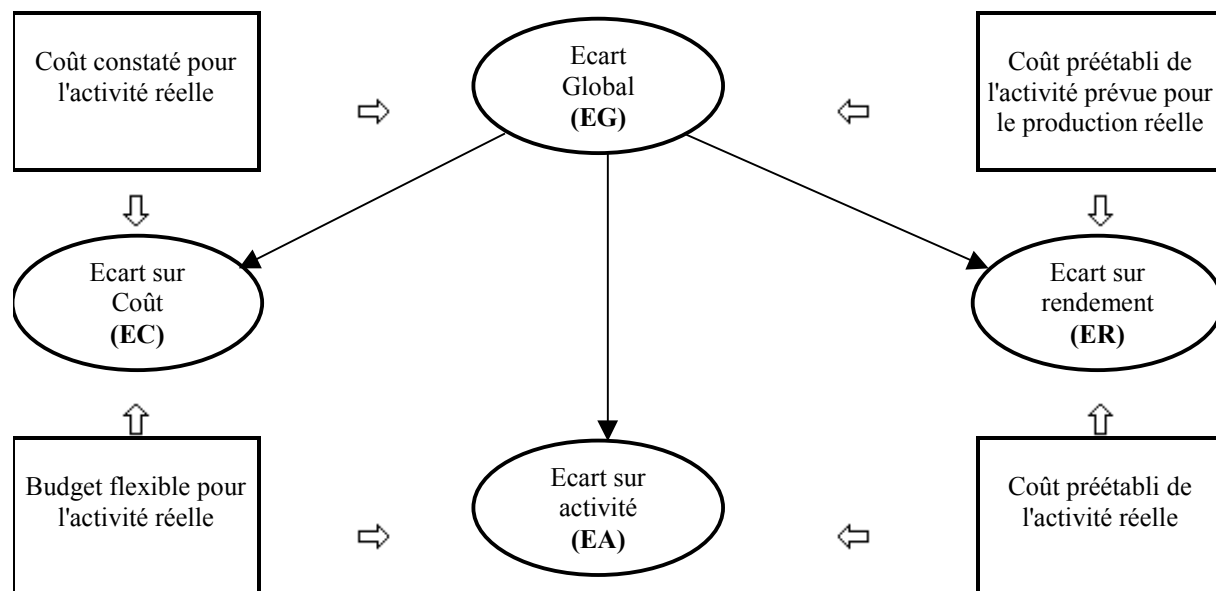 Coût constaté pour
l'activité réelle
Ecart
Global
(EG)
Coût préétabli de
l'activité prévue pour
le production réelle
Ecart sur
Coût
(EC)
Ecart sur
rendement
(ER)
Budget flexible pour
l'activité réelle
Ecart sur
activité
(EA)
Coût préétabli de
l'activité réelle